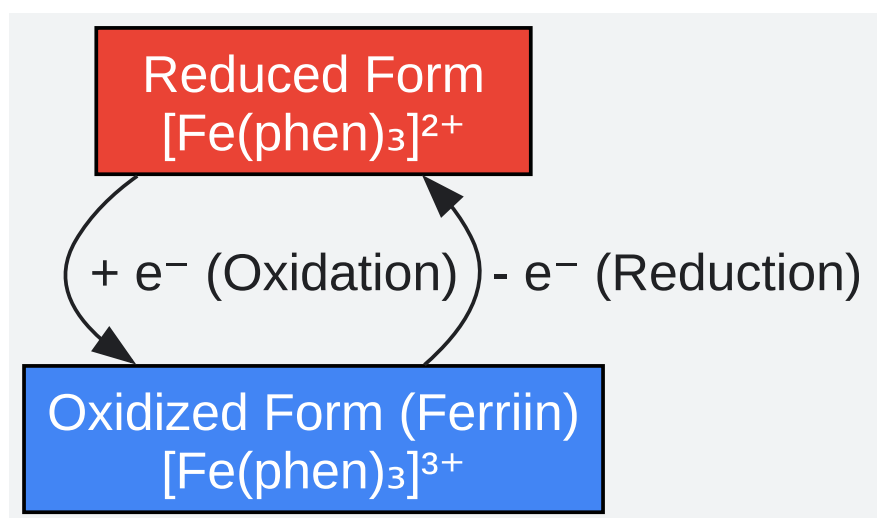 Reduced Form
[Fe(phen)₃]²⁺
+ e⁻ (Oxidation)
- e⁻ (Reduction)
Oxidized Form (Ferriin)
[Fe(phen)₃]³⁺